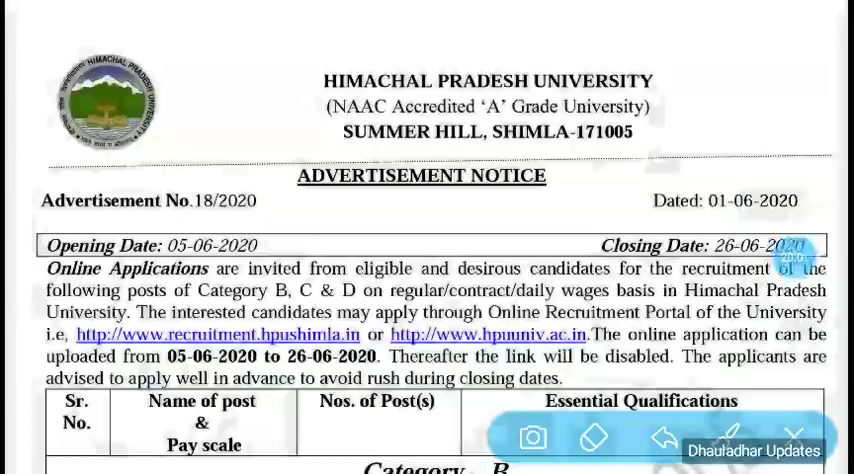 HIMACHAL PRADESH UNIVERSITY
HIMACHAL PRADESH UNIVERSITY
(NAAC Accredited ‘A’ Grade University)
SUMMER HILL, SHIMLA-171005
ADVERTISEMENT NOTICE
Advertisement No.18/2020 Dated: 01-06-2020
Opening Date: 05-06-2020 Closing Date: 26-06-2020
Online Applications are invited from eligible and desirous candidates for the recruitment of the
following posts of Category B, C & D on regular/contract/daily wages basis in Himachal Pradesh
University. The interested candidates may apply through Online Recruitment Portal of the University
i.e, http://www.recruitment.hpushimla.in or http://www.hpuniv.ac.in.The online application can be
uploaded from 05-06-2020 to 26-06-2020. Thereafter the link will be disabled. The applicants are
advised to apply well in advance to avoid rush during closing dates.
Sr. No. Name of post & Pay scale Nos. of Post(s) Essential Qualifications
Category - B
Dhauladhar Updates